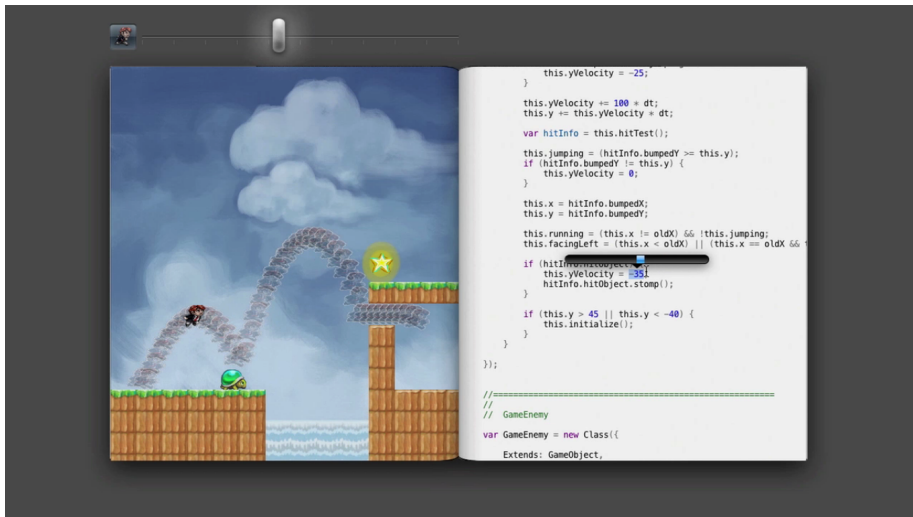 this.yVelocity = -25;
}
this.yVelocity += 100 * dt;
this.y += this.yVelocity * dt;
var hitInfo = this.hitTest();
this.jumping = (hitInfo.bumpedY >= this.y);
if (hitInfo.bumpedY != this.y) {
this.yVelocity = 0;
}
this.x = hitInfo.bumpedX;
this.y = hitInfo.bumpedY;
this.running = (this.x != oldX) && !this.jumping;
this.facingLeft = (this.x < oldX) || (this.x == oldX &&
if
this.yVelocity = -35;
hitInfo.hitObject.stomp();
}
if (this.y > 45 || this.y < -40) {
this.initialize();
}
}
});
//=======================================================
//
// GameEnemy
var GameEnemy = new Class({
Extends: GameObject,